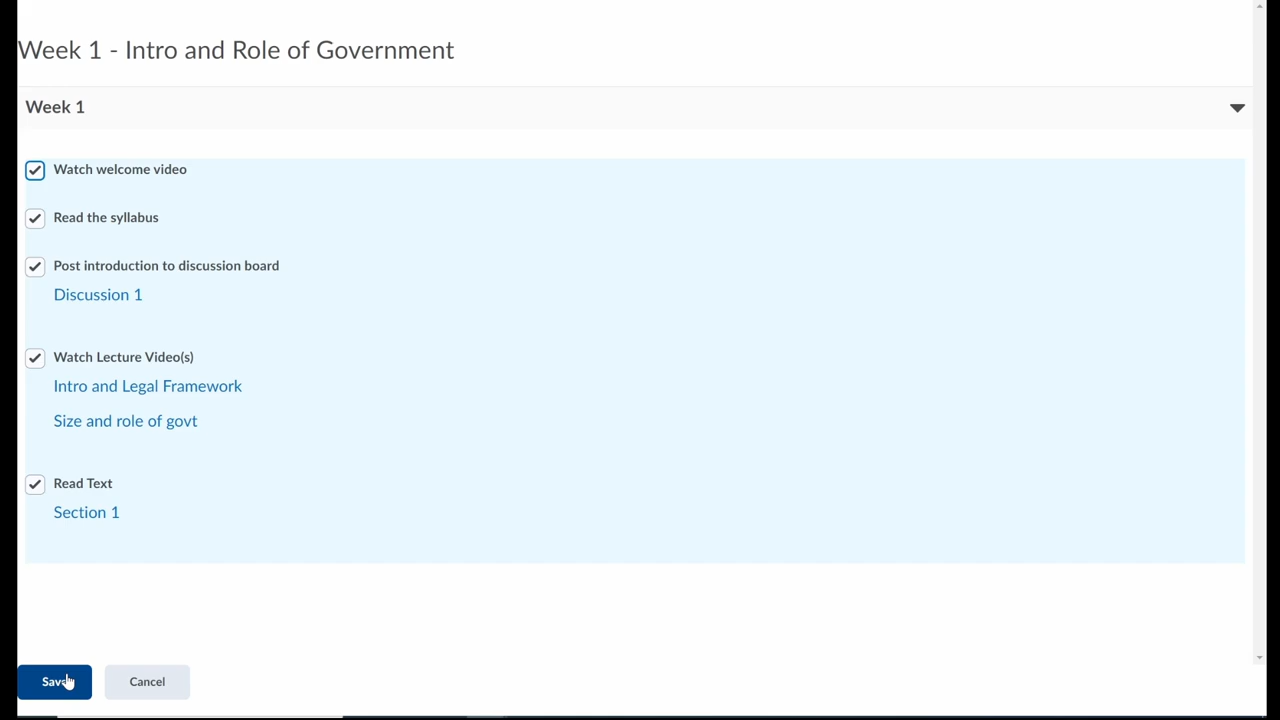 Week 1 - Intro and Role of Government
Week 1
Watch welcome video
Read the syllabus
Post introduction to discussion board
Discussion 1
Watch Lecture Video(s)
Intro and Legal Framework
Size and role of govt
Read Text
Section 1
Save Cancel